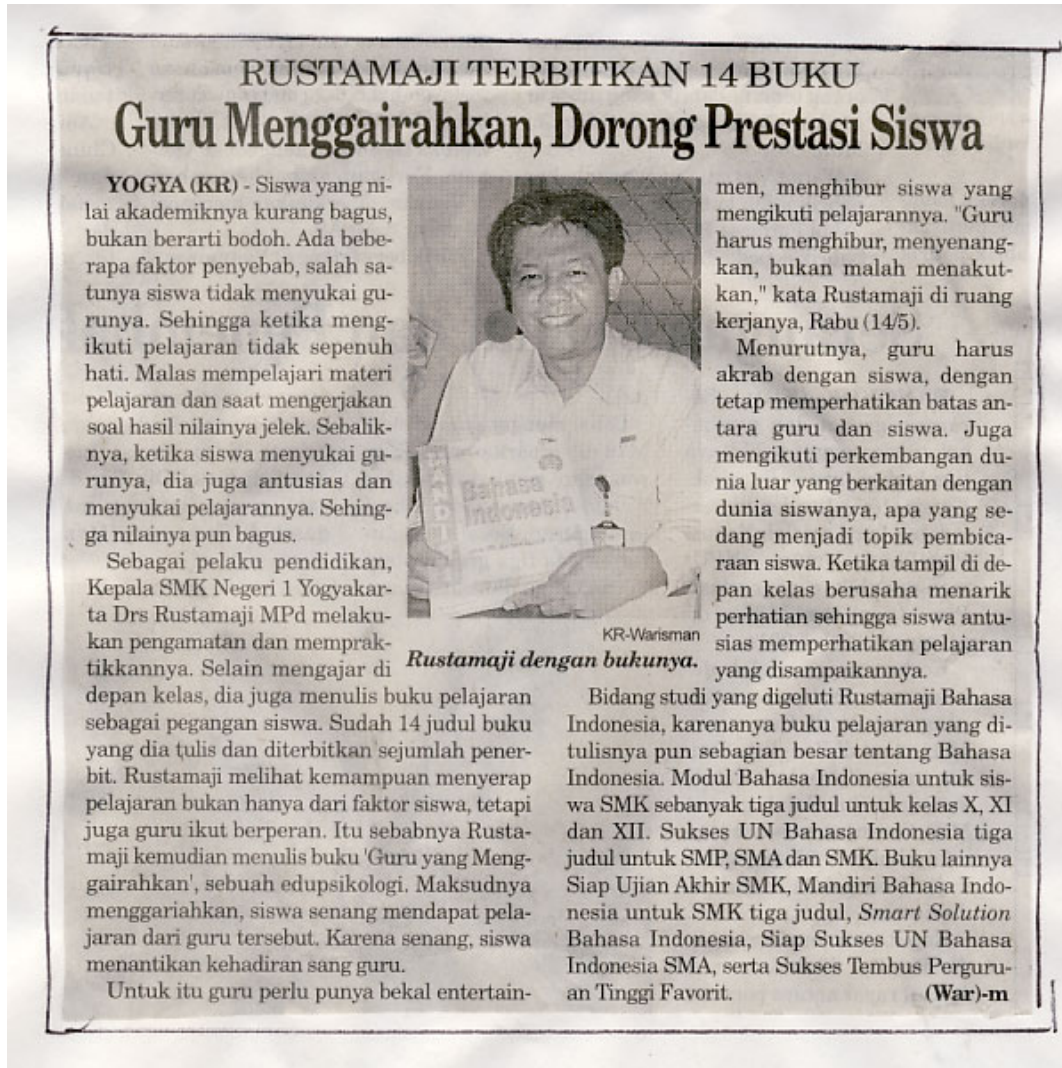 RUSTAMAJI TERBITKAN 14 BUKU
Guru Menggairahkan, Dorong Prestasi Siswa
YOGYA (KR) - Siswa yang ni-
lai akademiknya kurang bagus,
bukan berarti bodoh. Ada bebe-
rapa faktor penyebab, salah sa-
tunya siswa tidak menyukai gu-
runya. Sehingga ketika meng-
ikuti pelajaran tidak sepenuh
hati. Malas mempelajari materi
pelajaran dan saat mengerjakan
soal hasil nilainya jelek. Sebalik-
nya, ketika siswa menyukai gu-
runya, dia juga antusias dan
menyukai pelajarannya. Sehing-
ga nilainya pun bagus.
Sebagai pelaku pendidikan,
Kepala SMK Negeri 1 Yogyakar-
ta Drs Rustamaji MPd melaku-
kan pengamatan dan memprak-
tikkannya. Selain mengajar di
depan kelas, dia juga menulis buku pelajaran
sebagai pegangan siswa. Sudah 14 judul buku
yang dia tulis dan diterbitkan sejumlah pener-
bit. Rustamaji melihat kemampuan menyerap
pelajaran bukan hanya dari faktor siswa, tetapi
juga guru ikut berperan. Itu sebabnya Rusta-
maji kemudian menulis buku 'Guru yang Meng-
gairahkan', sebuah edupsikologi. Maksudnya
menggariahkan, siswa senang mendapat pela-
jaran dari guru tersebut. Karena senang, siswa
menantikan kehadiran sang guru.
Untuk itu guru perlu punya bekal entertain-
Bahasa
Indonesia
KR-Warisman
Rustamaji dengan bukunya.
men, menghibur siswa yang
mengikuti pelajarannya. "Guru
harus menghibur, menyenang-
kan, bukan malah menakut-
kan," kata Rustamaji di ruang
kerjanya, Rabu (14/5).
Menurutnya, guru harus
akrab dengan siswa, dengan
tetap memperhatikan batas an-
tara guru dan siswa. Juga
mengikuti perkembangan du-
nia luar yang berkaitan dengan
dunia siswanya, apa yang se-
dang menjadi topik pembica-
raan siswa. Ketika tampil di de-
pan kelas berusaha menarik
perhatian sehingga siswa antu-
sias memperhatikan pelajaran
yang disampaikannya.
Bidang studi yang digeluti Rustamaji Bahasa
Indonesia, karenanya buku pelajaran yang di-
tulisnya pun sebagian besar tentang Bahasa
Indonesia. Modul Bahasa Indonesia untuk sis-
wa SMK sebanyak tiga judul untuk kelas X, XI
dan XII. Sukses UN Bahasa Indonesia tiga
judul untuk SMP, SMA dan SMK. Buku lainnya
Siap Ujian Akhir SMK, Mandiri Bahasa Indo-
nesia untuk SMK tiga judul, Smart Solution
Bahasa Indonesia, Siap Sukses UN Bahasa
Indonesia SMA, serta Sukses Tembus Perguru-
an Tinggi Favorit. (War)-m